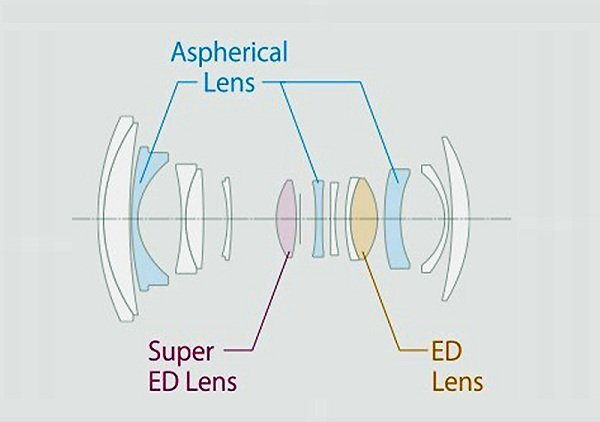 Aspherical
Lens
Super
ED Lens
ED
Lens